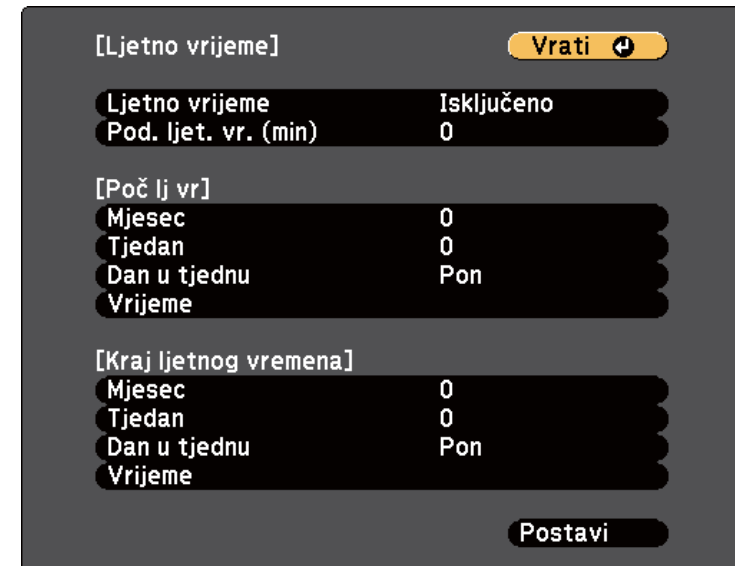 [Ljetno vrijeme] Vrati
Ljetno vrijeme Isključeno
Pod. ljet. vr. (min) 0
[Poč lj vr]
Mjesec 0
Tjedan 0
Dan u tjednu Pon
Vrijeme
[Kraj ljetnog vremena]
Mjesec 0
Tjedan 0
Dan u tjednu Pon
Vrijeme
Postavi